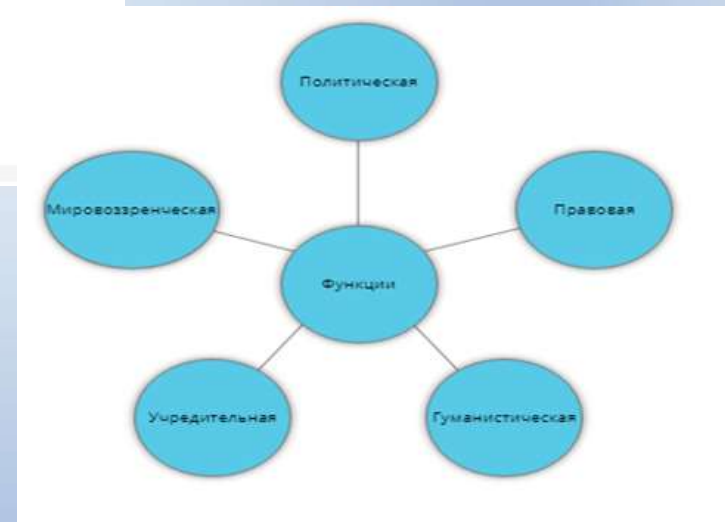 Политическая
Мировоззренческая
Правовая
Функции
Учредительная
Гуманистическая